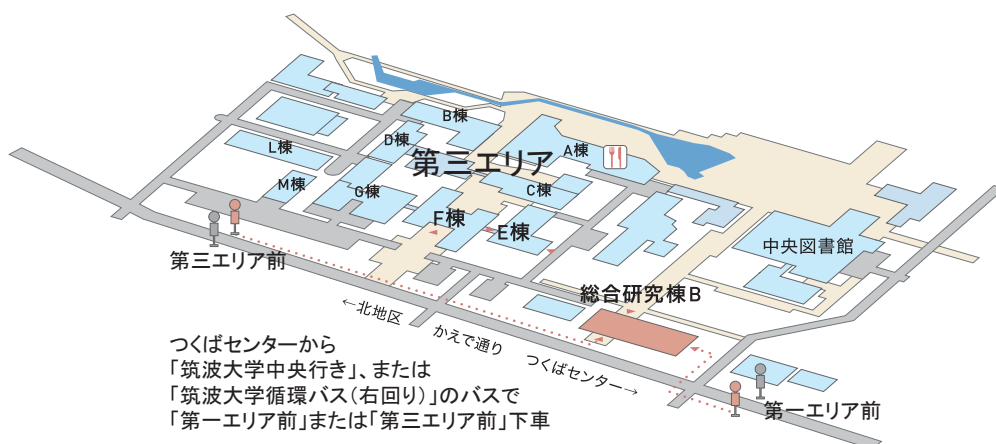 B棟
D棟
A棟
第三エリア
L棟
C棟
M棟
G棟
F棟
E棟
中央図書館
第三エリア前
総合研究棟B
←北地区
かえで通り
つくばセンター→
第一エリア前
つくばセンターから
「筑波大学中央行き」、または
「筑波大学循環バス(右回り)」のバスで
「第一エリア前」または「第三エリア前」下車